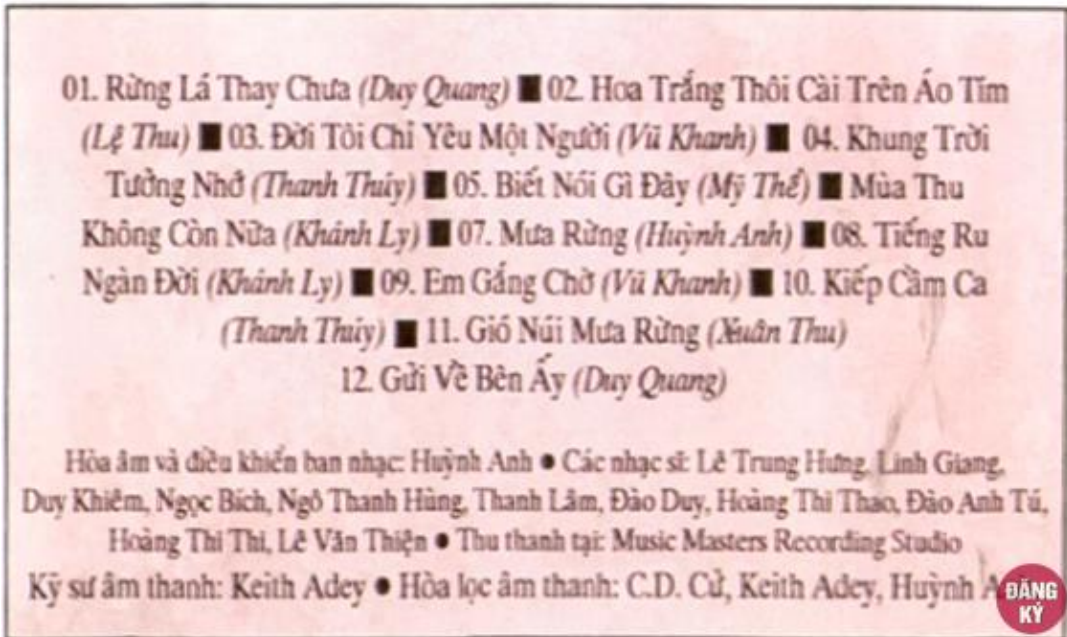 01. Rừng Lá Thay Chưa (Duy Quang) ■ 02. Hoa Trắng Thôi Cài Trên Áo Tím
(Lệ Thu) ■ 03. Đời Tôi Chỉ Yêu Một Người (Vũ Khanh) ■ 04. Khung Trời
Tưởng Nhớ (Thanh Thúy) ■ 05. Biết Nói Gì Đây (Mỹ Thể) ■ Mùa Thu
Không Còn Nữa (Khánh Ly) ■ 07. Mưa Rừng (Huỳnh Anh) ■ 08. Tiếng Ru
Ngàn Đời (Khánh Ly) ■ 09. Em Gắng Chờ (Vũ Khanh) ■ 10. Kiếp Cầm Ca
(Thanh Thúy) ■ 11. Gió Núi Mưa Rừng (Xuân Thu)
12. Gửi Về Bên Ấy (Duy Quang)
Hòa âm và điều khiển ban nhạc: Huỳnh Anh ● Các nhạc sĩ: Lê Trung Hưng, Linh Giang,
Duy Khiêm, Ngọc Bích, Ngô Thanh Hùng, Thanh Lâm, Đào Duy, Hoàng Thi Thao, Đào Anh Tú,
Hoàng Thi Thi, Lê Văn Thiện ● Thu thanh tại: Music Masters Recording Studio
Kỹ sư âm thanh: Keith Adey ● Hòa lọc âm thanh: C.D. Cử, Keith Adey, Huỳnh
ĐĂNG
KÝ